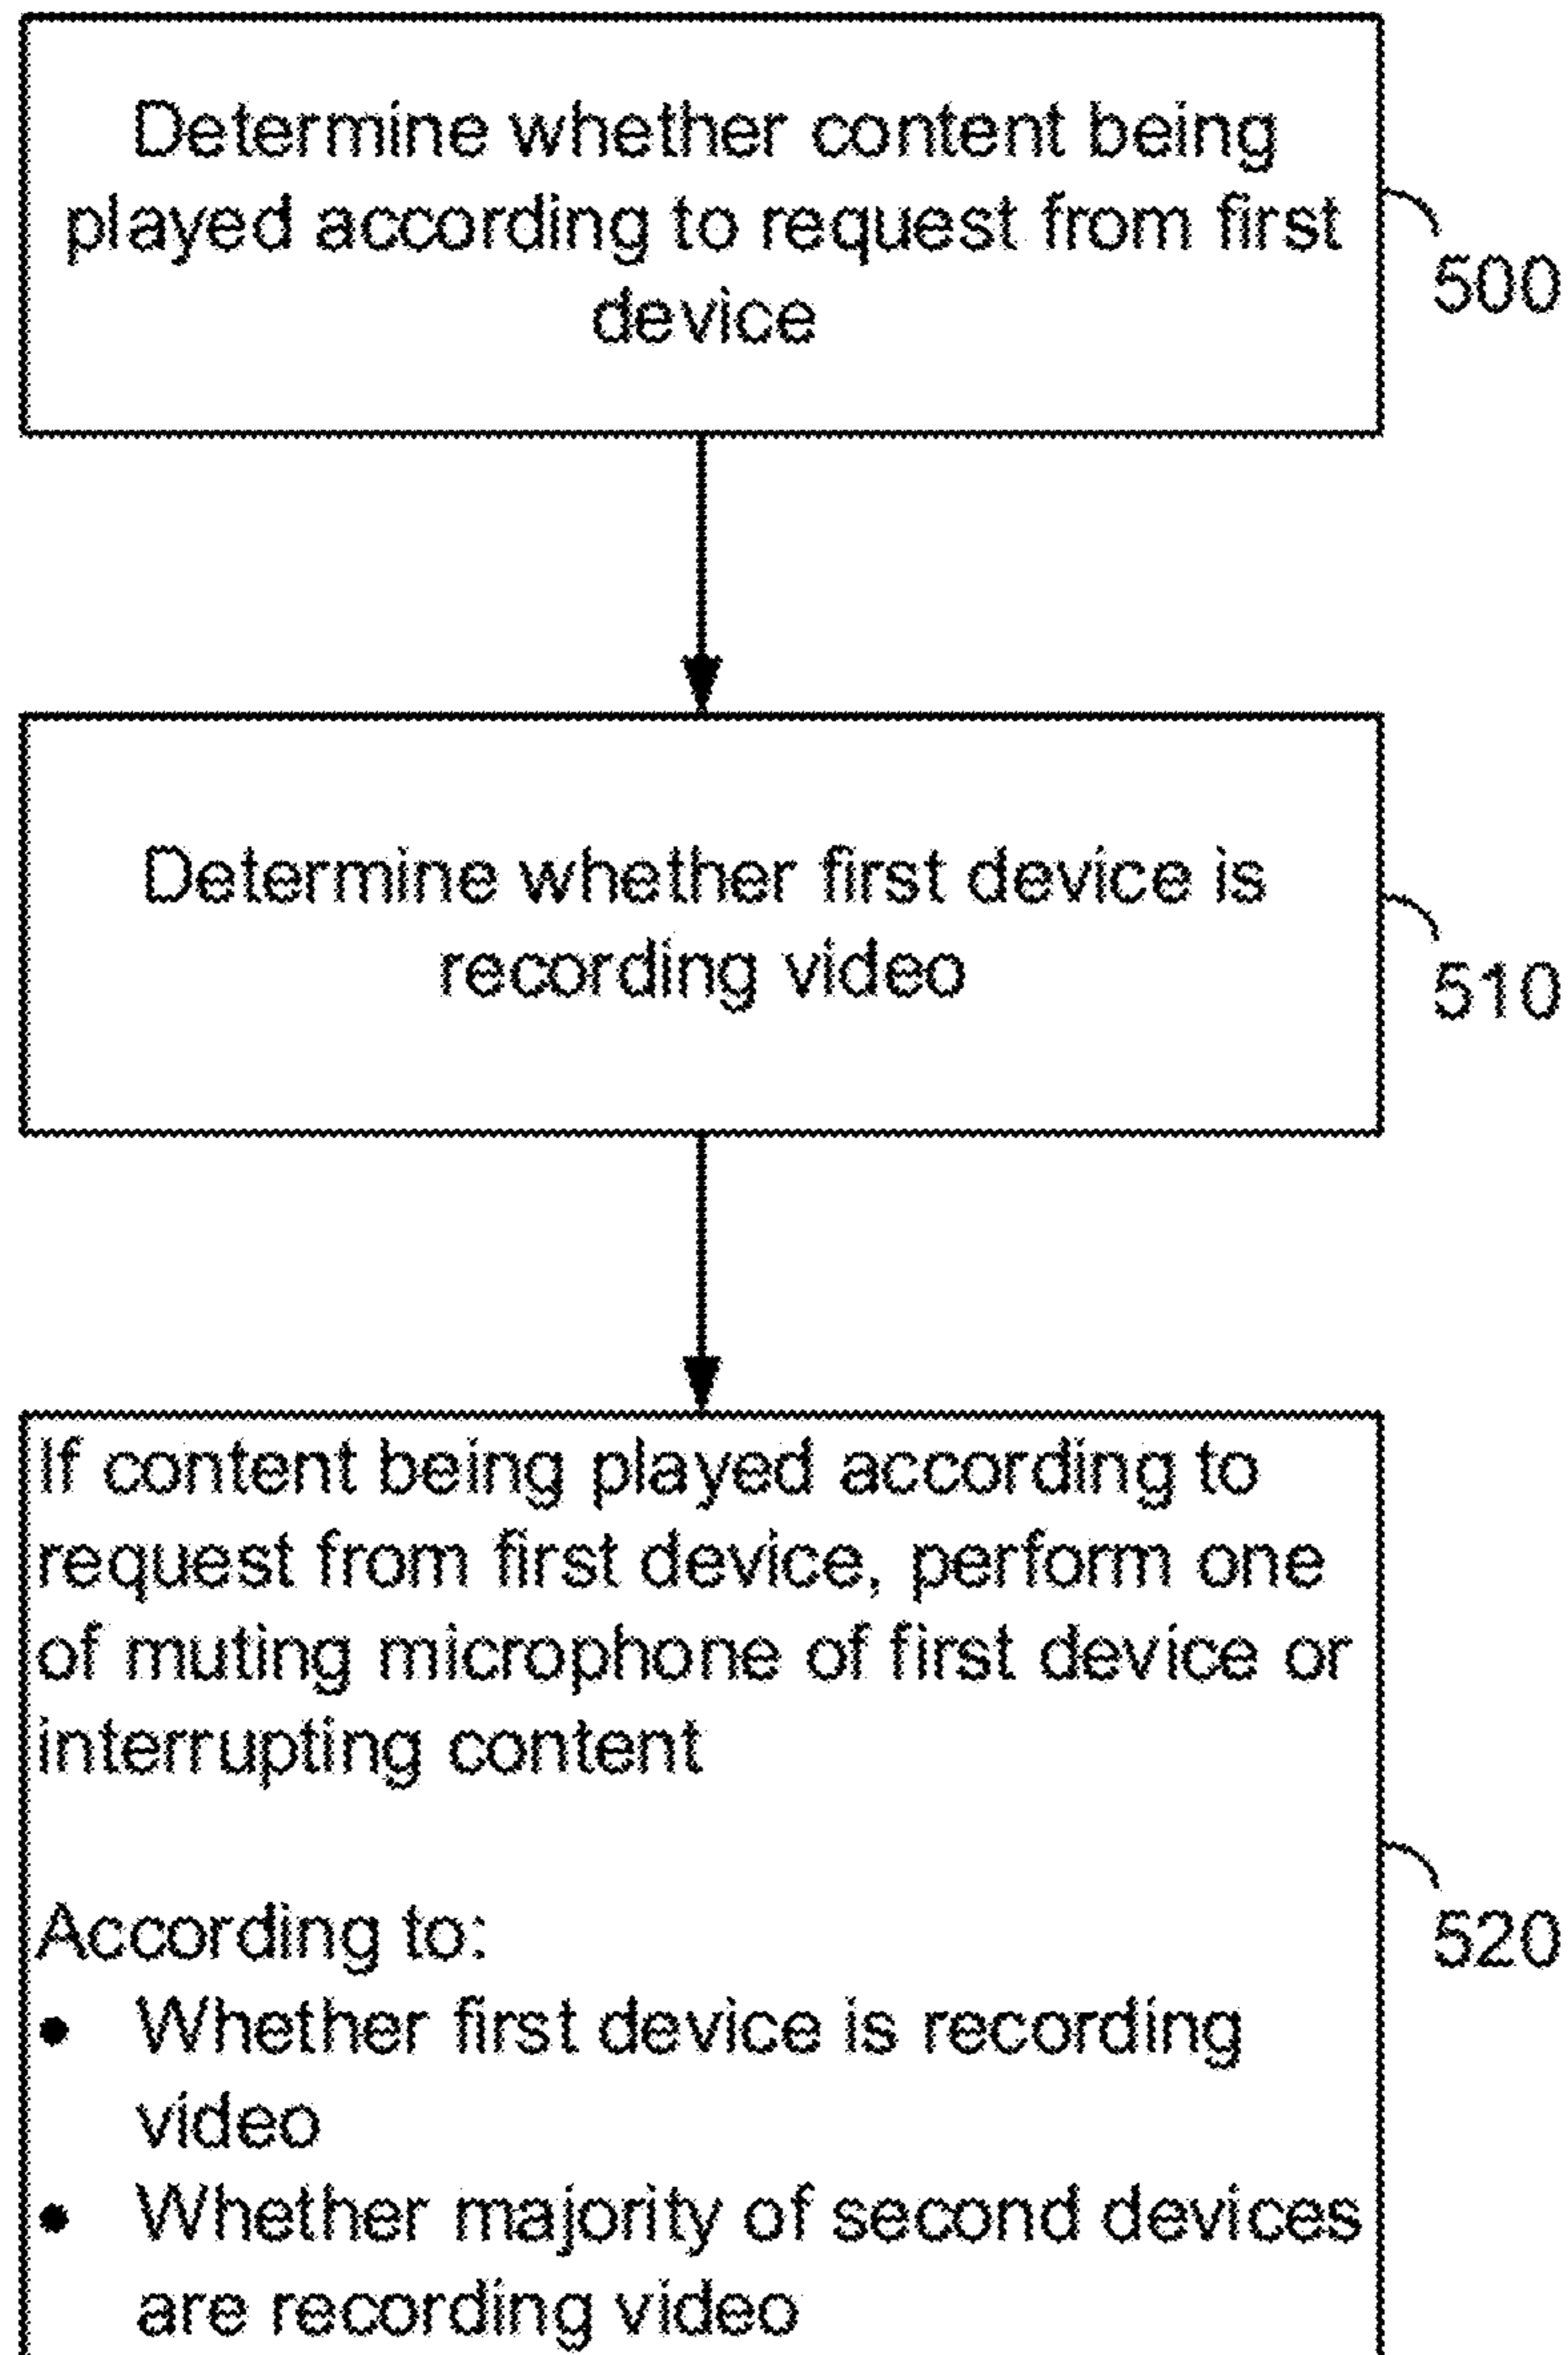 Determine whether content being
played according to request from first
device
500
Determine whether first device is
recording video
510
If content being played according to
request from first device, perform one
of muting microphone of first device or
interrupting content
According to:
520
• Whether first device is recording
video
• Whether majority of second devices
are recording video